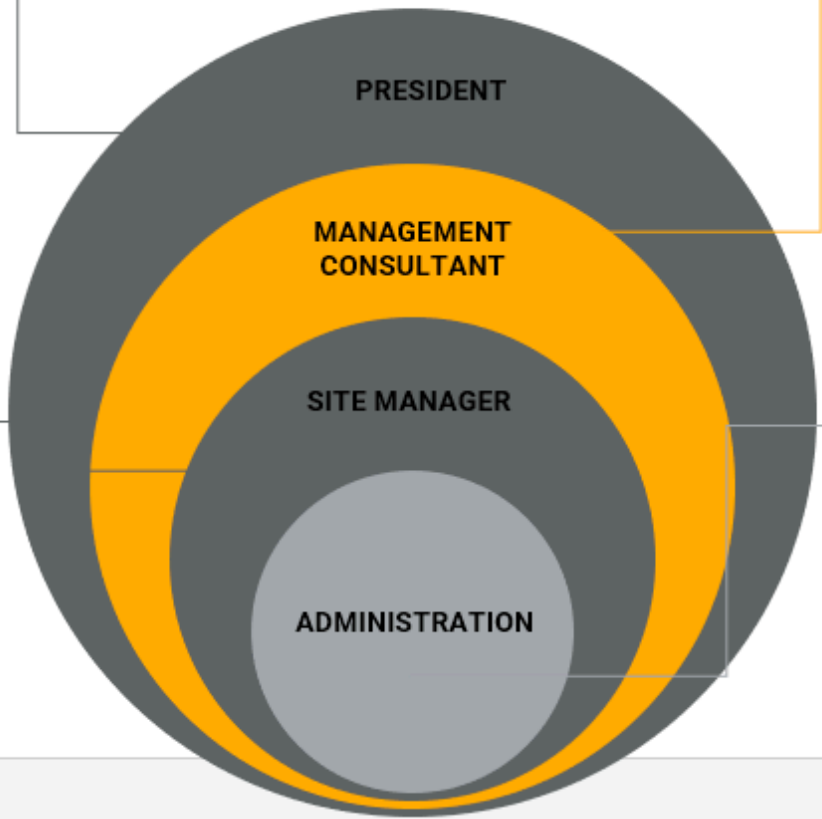 PRESIDENT
MANAGEMENT
CONSULTANT
SITE MANAGER
ADMINISTRATION